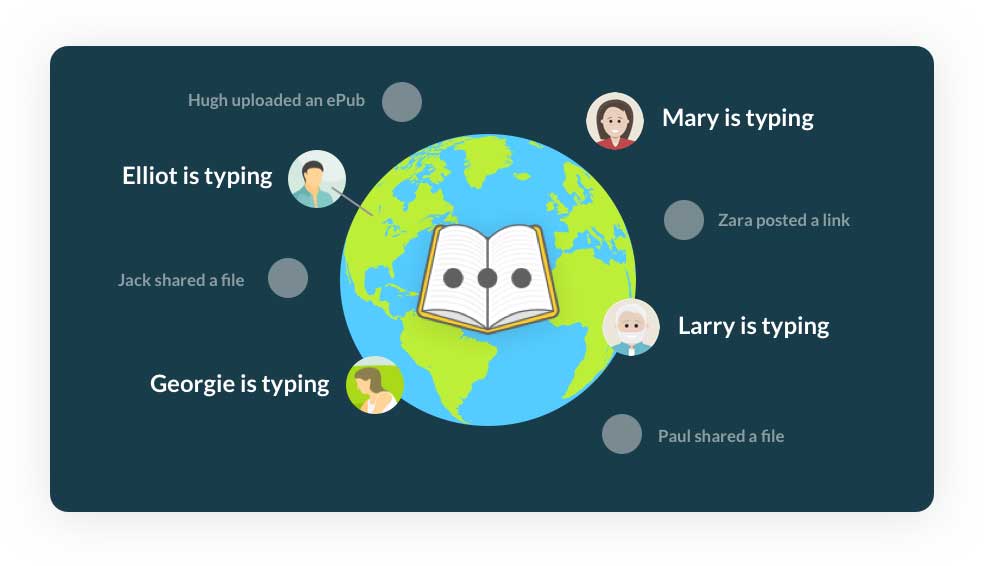 Hugh uploaded an ePub
Mary is typing
Elliot is typing
Zara posted a link
Jack shared a file
Larry is typing
Georgie is typing
Paul shared a file